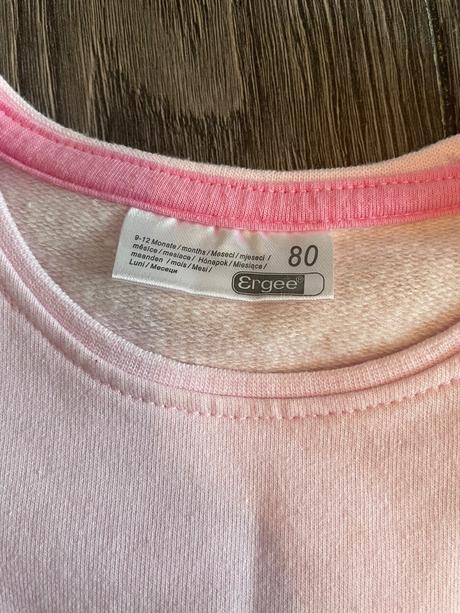 9-12 Monate / months / Meseci / mjeseci /
měsíce / mesiace / Hónapok / Miesiące /
maanden / mois / Mesi /
Luni / Месеци
80
ergee®